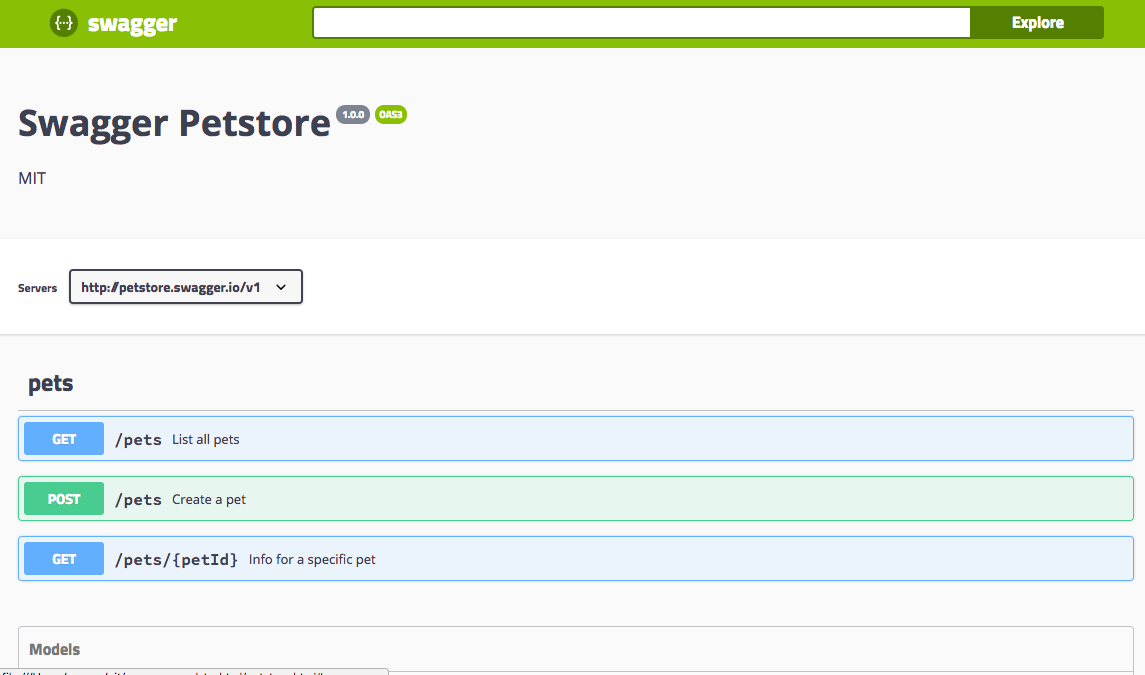 swagger
Explore
Swagger Petstore 1.0.0 OAS3
MIT
Servers http://petstore.swagger.io/v1
pets
GET /pets List all pets
POST /pets Create a pet
GET /pets/{petId} Info for a specific pet
Models